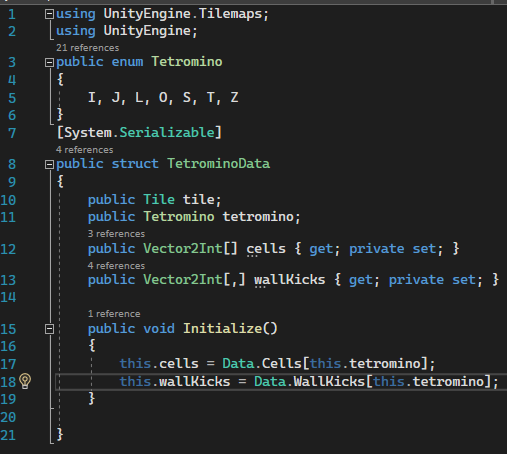 1 using UnityEngine.Tilemaps;
2 using UnityEngine;
21 references
3 public enum Tetromino
4 {
5 I, J, L, O, S, T, Z
6 }
7 [System.Serializable]
4 references
8 public struct TetrominoData
9 {
10 public Tile tile;
11 public Tetromino tetromino;
3 references
12 public Vector2Int[] cells { get; private set; }
4 references
13 public Vector2Int[,] wallKicks { get; private set; }
14
1 reference
15 public void Initialize()
16 {
17 this.cells = Data.Cells[this.tetromino];
18 this.wallKicks = Data.WallKicks[this.tetromino];
19 }
20
21 }